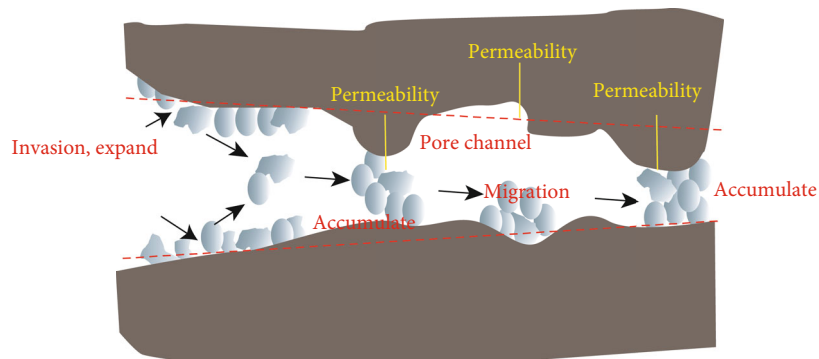 Permeability
Permeability
Permeability
Pore channel
Invasion, expand
Migration
Accumulate
Accumulate